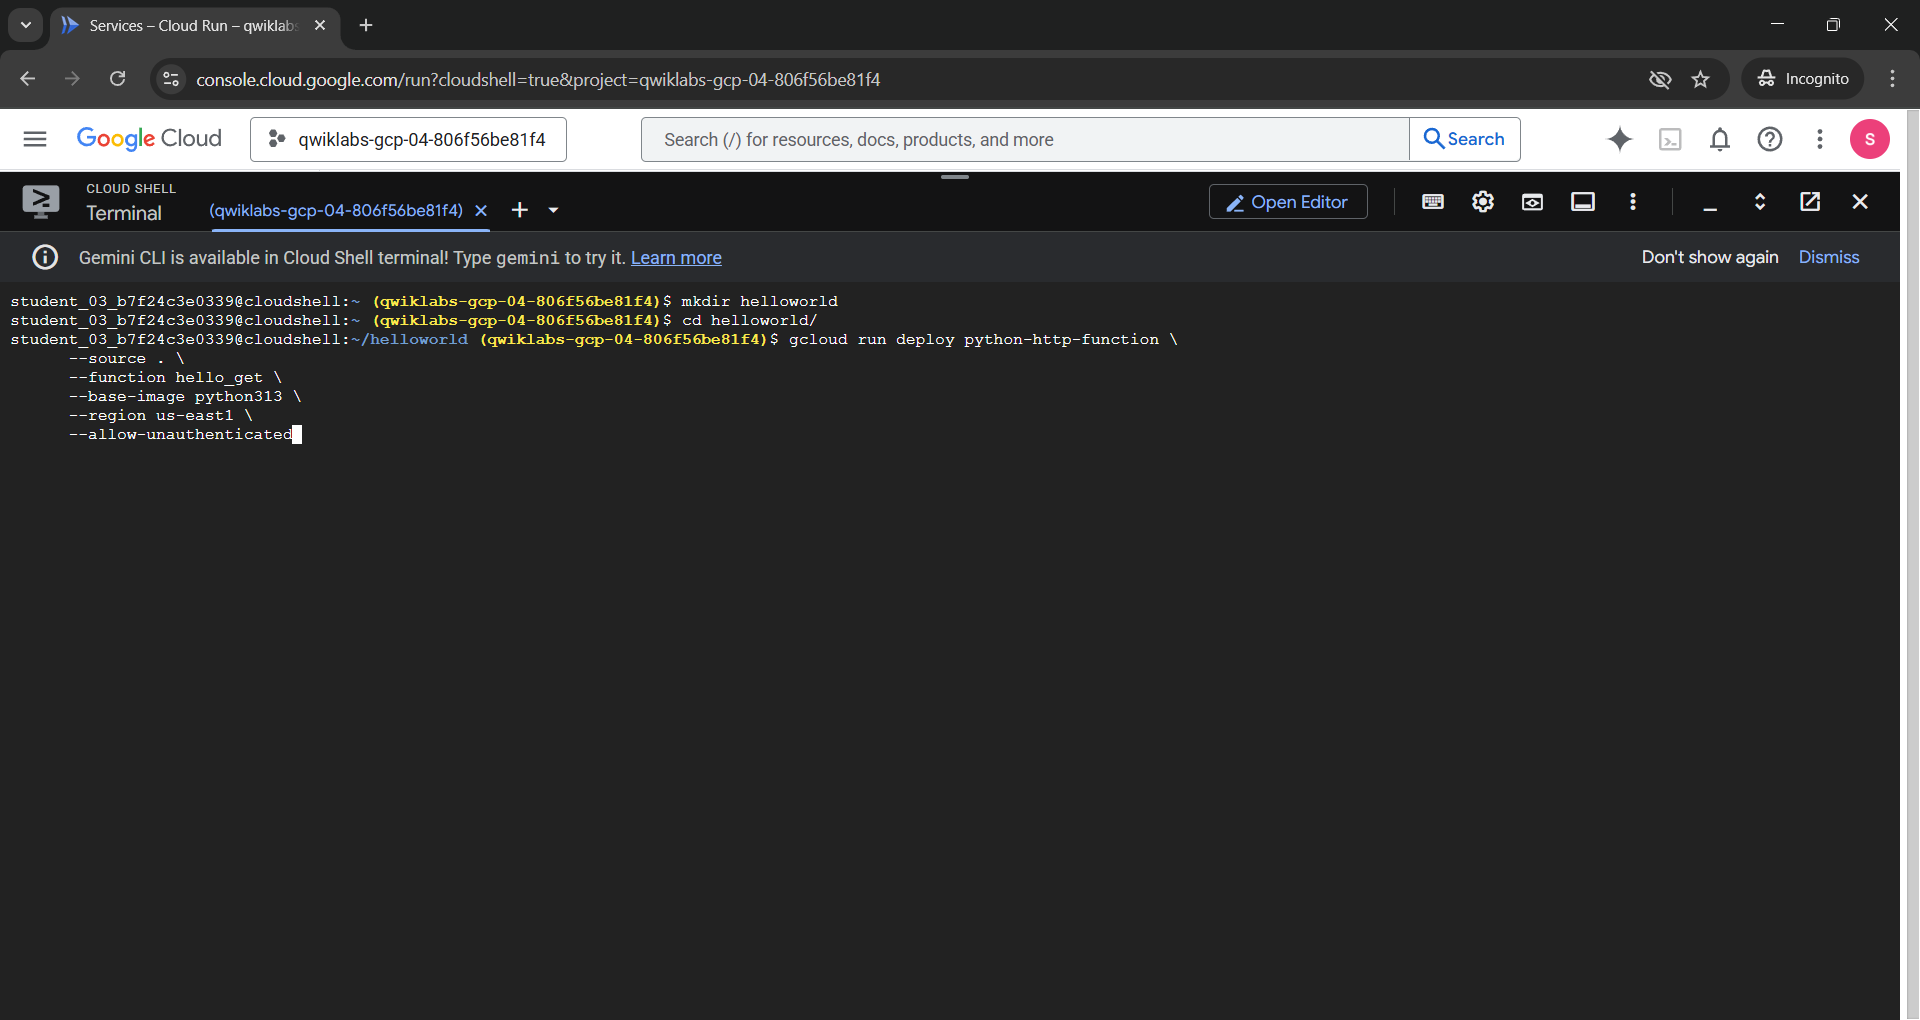 Services – Cloud Run – qwiklabs
console.cloud.google.com/run?cloudshell=true&project=qwiklabs-gcp-04-806f56be81f4
Incognito
Google Cloud
qwiklabs-gcp-04-806f56be81f4
Search (/) for resources, docs, products, and more
Search
S
CLOUD SHELL
Terminal
(qwiklabs-gcp-04-806f56be81f4)
Open Editor
Gemini CLI is available in Cloud Shell terminal! Type gemini to try it. Learn more
Don't show again
Dismiss
student_03_b7f24c3e0339@cloudshell:~ (qwiklabs-gcp-04-806f56be81f4)$ mkdir helloworld
student_03_b7f24c3e0339@cloudshell:~ (qwiklabs-gcp-04-806f56be81f4)$ cd helloworld/
student_03_b7f24c3e0339@cloudshell:~/helloworld (qwiklabs-gcp-04-806f56be81f4)$ gcloud run deploy python-http-function \
--source . \
--function hello_get \
--base-image python313 \
--region us-east1 \
--allow-unauthenticated